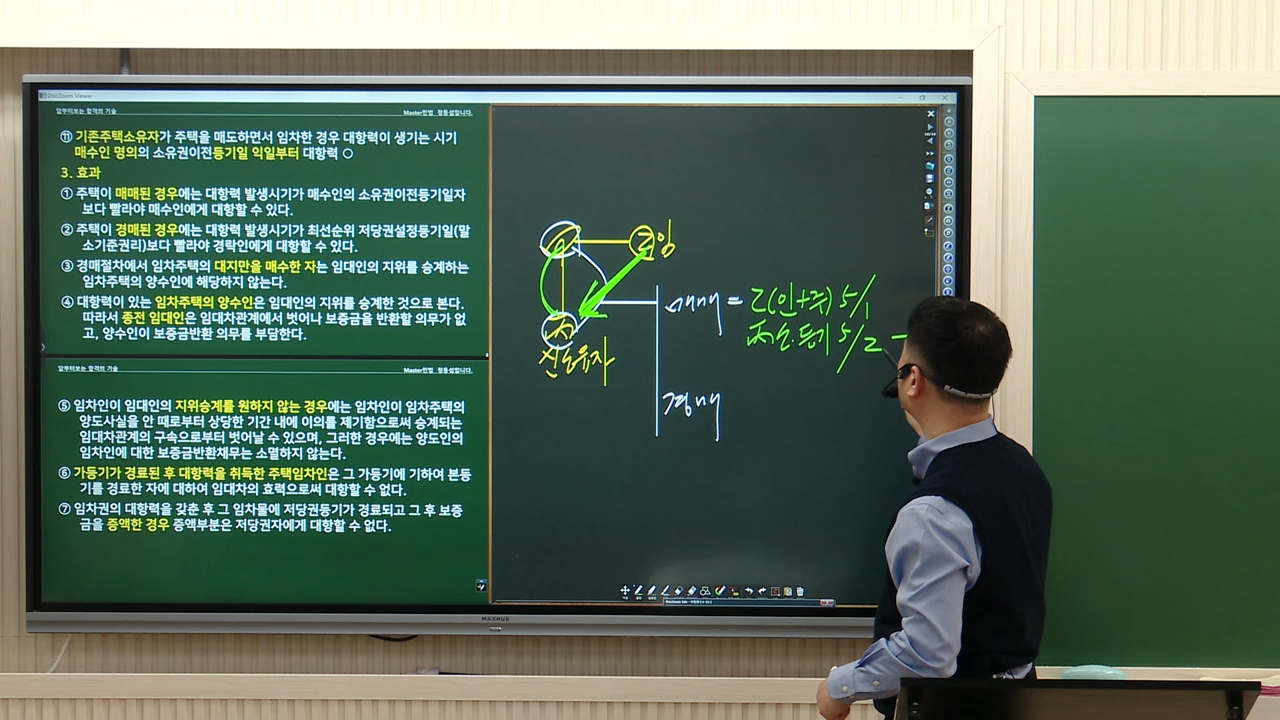 DocZoom Viewer
알부터보는 합격의 기술
Master민법 정동섭입니다.
⑪ 기존주택소유자가 주택을 매도하면서 임차한 경우 대항력이 생기는 시기
매수인 명의의 소유권이전등기일 익일부터 대항력 ○
3. 효과
① 주택이 매매된 경우에는 대항력 발생시기가 매수인의 소유권이전등기일자
보다 빨라야 매수인에게 대항할 수 있다.
② 주택이 경매된 경우에는 대항력 발생시기가 최선순위 저당권설정등기일(말
소기준권리)보다 빨라야 경락인에게 대항할 수 있다.
③ 경매절차에서 임차주택의 대지만을 매수한 자는 임대인의 지위를 승계하는
임차주택의 양수인에 해당하지 않는다.
④ 대항력이 있는 임차주택의 양수인은 임대인의 지위를 승계한 것으로 본다.
따라서 종전 임대인은 임대차관계에서 벗어나 보증금을 반환할 의무가 없
고, 양수인이 보증금반환 의무를 부담한다.
Master민법 정동섭입니다.
⑤ 임차인이 임대인의 지위승계를 원하지 않는 경우에는 임차인이 임차주택의
양도사실을 안 때로부터 상당한 기간 내에 이의를 제기함으로써 승계되는
임대차관계의 구속으로부터 벗어날 수 있으며, 그러한 경우에는 양도인의
임차인에 대한 보증금반환채무는 소멸하지 않는다.
⑥ 가등기가 경료된 후 대항력을 취득한 주택임차인은 그 가등기에 기하여 본등
기를 경료한 자에 대하여 임대차의 효력으로써 대항할 수 없다.
⑦ 임차권의 대항력을 갖춘 후 그 임차물에 저당권등기가 경료되고 그 후 보증
금을 증액한 경우 증액부분은 저당권자에게 대항할 수 없다.
乙 임
丙
신소유자
매매 = 乙(인+주) 5/1
丙소.등기 5/2
경매
MAXHUB